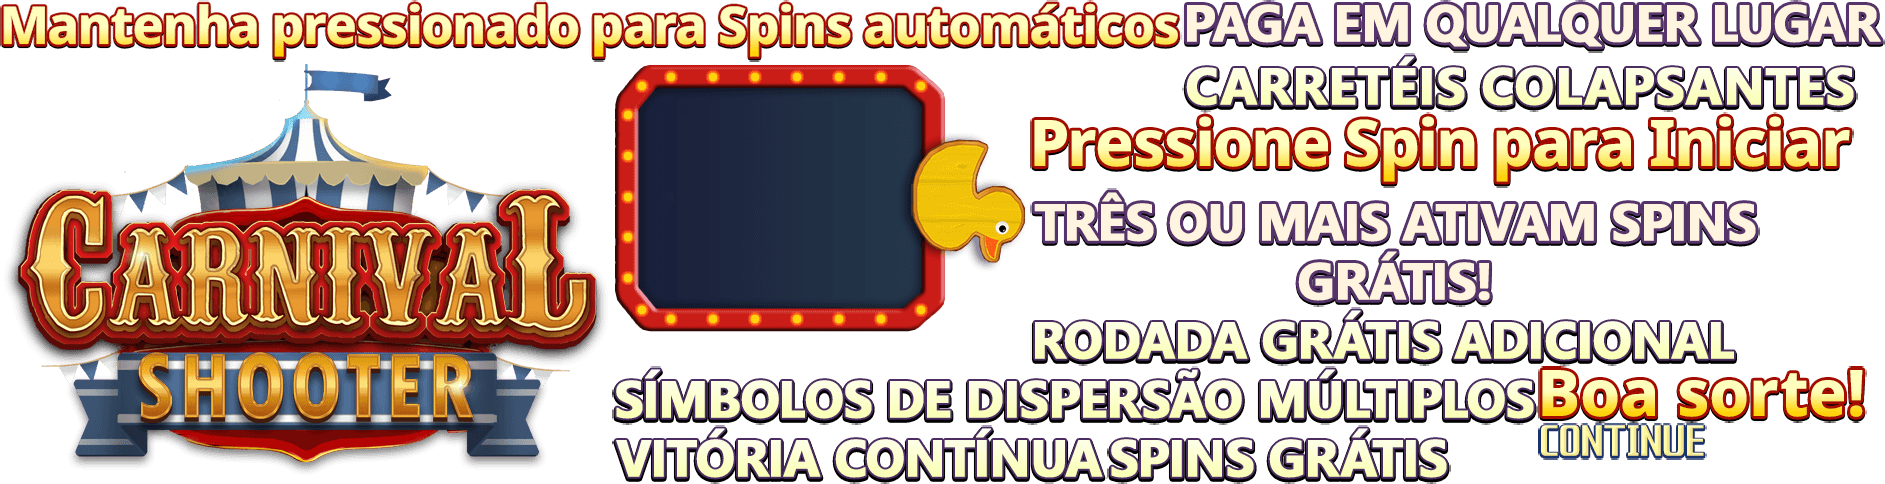 Mantenha pressionado para Spins automáticos
PAGA EM QUALQUER LUGAR
CARRETÉIS COLAPSANTES
Pressione Spin para Iniciar
CARNIVAL
SHOOTER
TRÊS OU MAIS ATIVAM SPINS
GRÁTIS!
RODADA GRÁTIS ADICIONAL
SÍMBOLOS DE DISPERSÃO MÚLTIPLOS
Boa sorte!
CONTINUE
VITÓRIA CONTÍNUA
SPINS GRÁTIS